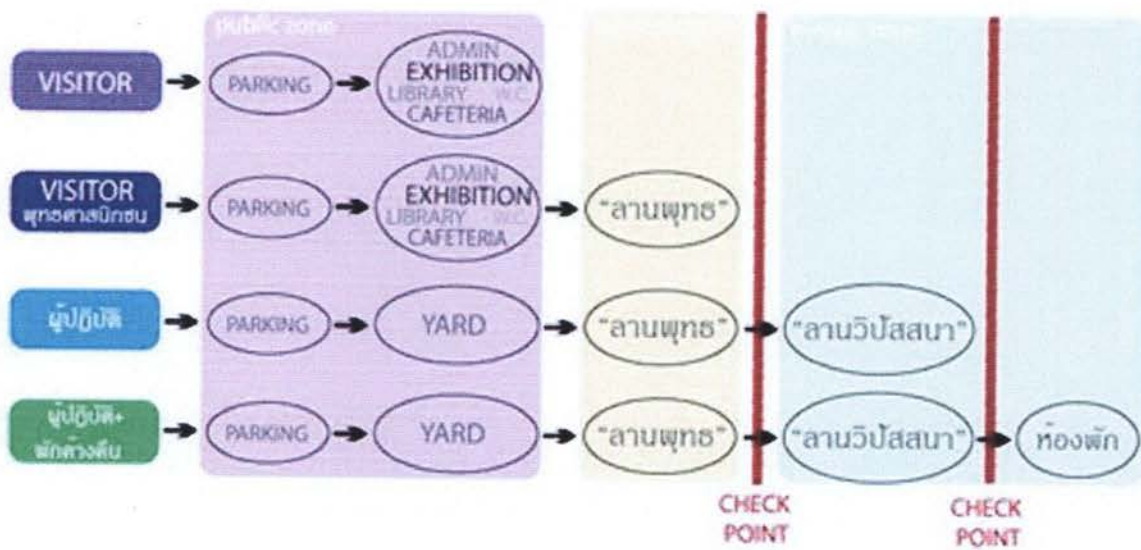 public zone
VISITOR
PARKING
ADMIN
EXHIBITION
LIBRARY W.C.
CAFETERIA
VISITOR
พุทธศาสนิกชน
PARKING
ADMIN
EXHIBITION
LIBRARY W.C.
CAFETERIA
"ลานพุทธ"
ผู้ปฏิบัติ
PARKING
YARD
"ลานพุทธ"
"ลานวิปัสสนา"
ผู้ปฏิบัติ+
พักค้างคืน
PARKING
YARD
"ลานพุทธ"
"ลานวิปัสสนา"
ห้องพัก
CHECK
POINT
CHECK
POINT